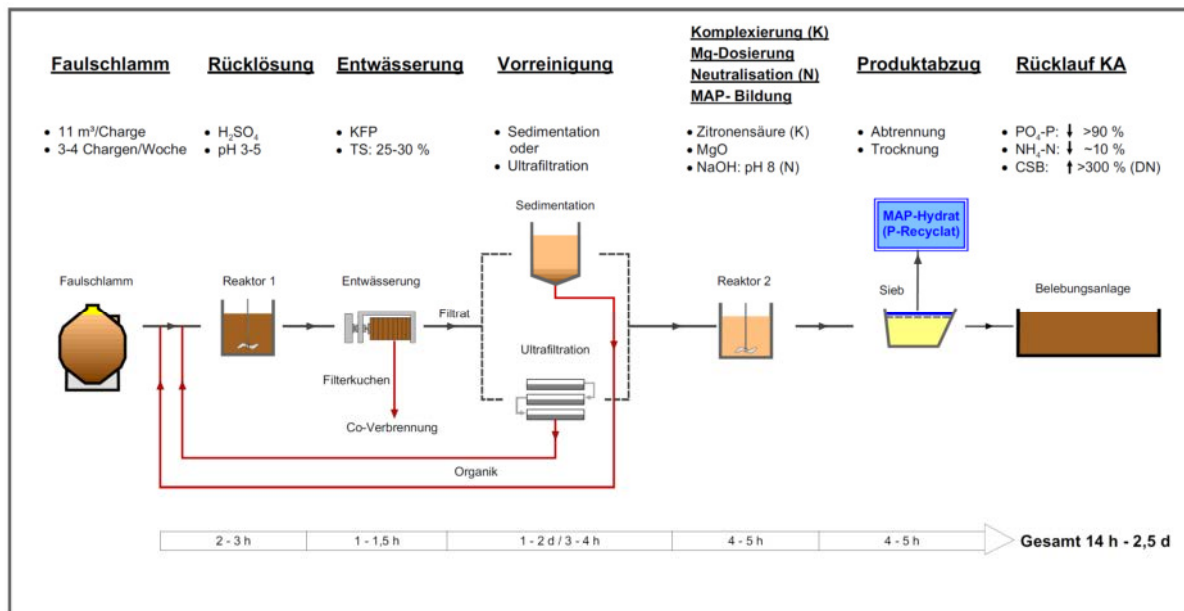 Faulschlamm
Rücklösung
Entwässerung
Vorreinigung
Komplexierung (K)
Mg-Dosierung
Neutralisation (N)
MAP- Bildung
Produktabzug
Rücklauf KA
• 11 m³/Charge
• 3-4 Chargen/Woche
• H₂SO₄
• pH 3-5
• KFP
• TS: 25-30 %
• Sedimentation
oder
• Ultrafiltration
• Zitronensäure (K)
• MgO
• NaOH: pH 8 (N)
• Abtrennung
• Trocknung
• PO₄-P: ↓ >90 %
• NH₄-N: ↓ ~10 %
• CSB: ↑ >300 % (DN)
Sedimentation
MAP-Hydrat
(P-Recyclat)
Faulschlamm
Reaktor 1
Entwässerung
Filtrat
Reaktor 2
Sieb
Belebungsanlage
Ultrafiltration
Filterkuchen
Co-Verbrennung
Organik
2 - 3 h
1 - 1,5 h
1 - 2 d / 3 - 4 h
4 - 5 h
4 - 5 h
Gesamt 14 h - 2,5 d